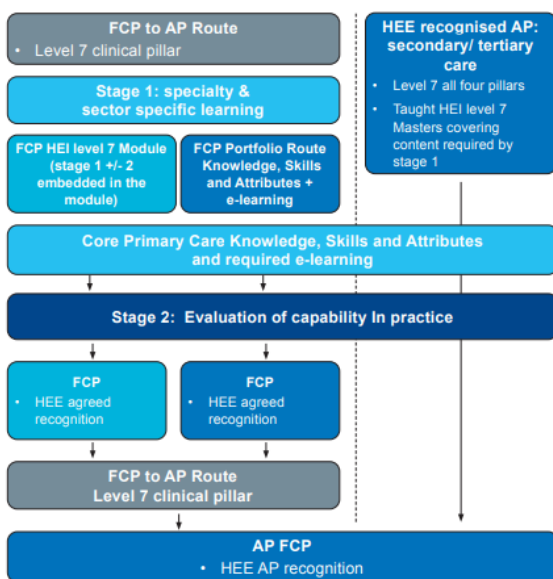 FCP to AP Route
• Level 7 clinical pillar
HEE recognised AP:
secondary/ tertiary
care
• Level 7 all four pillars
• Taught HEI level 7
Masters covering
content required by
stage 1
Stage 1: specialty &
sector specific learning
FCP HEI level 7 Module
(stage 1 +/- 2
embedded in the
module)
FCP Portfolio Route
Knowledge, Skills
and Attributes +
e-learning
Core Primary Care Knowledge, Skills and Attributes
and required e-learning
Stage 2: Evaluation of capability In practice
FCP
• HEE agreed
recognition
FCP
• HEE agreed
recognition
FCP to AP Route
Level 7 clinical pillar
AP FCP
• HEE AP recognition